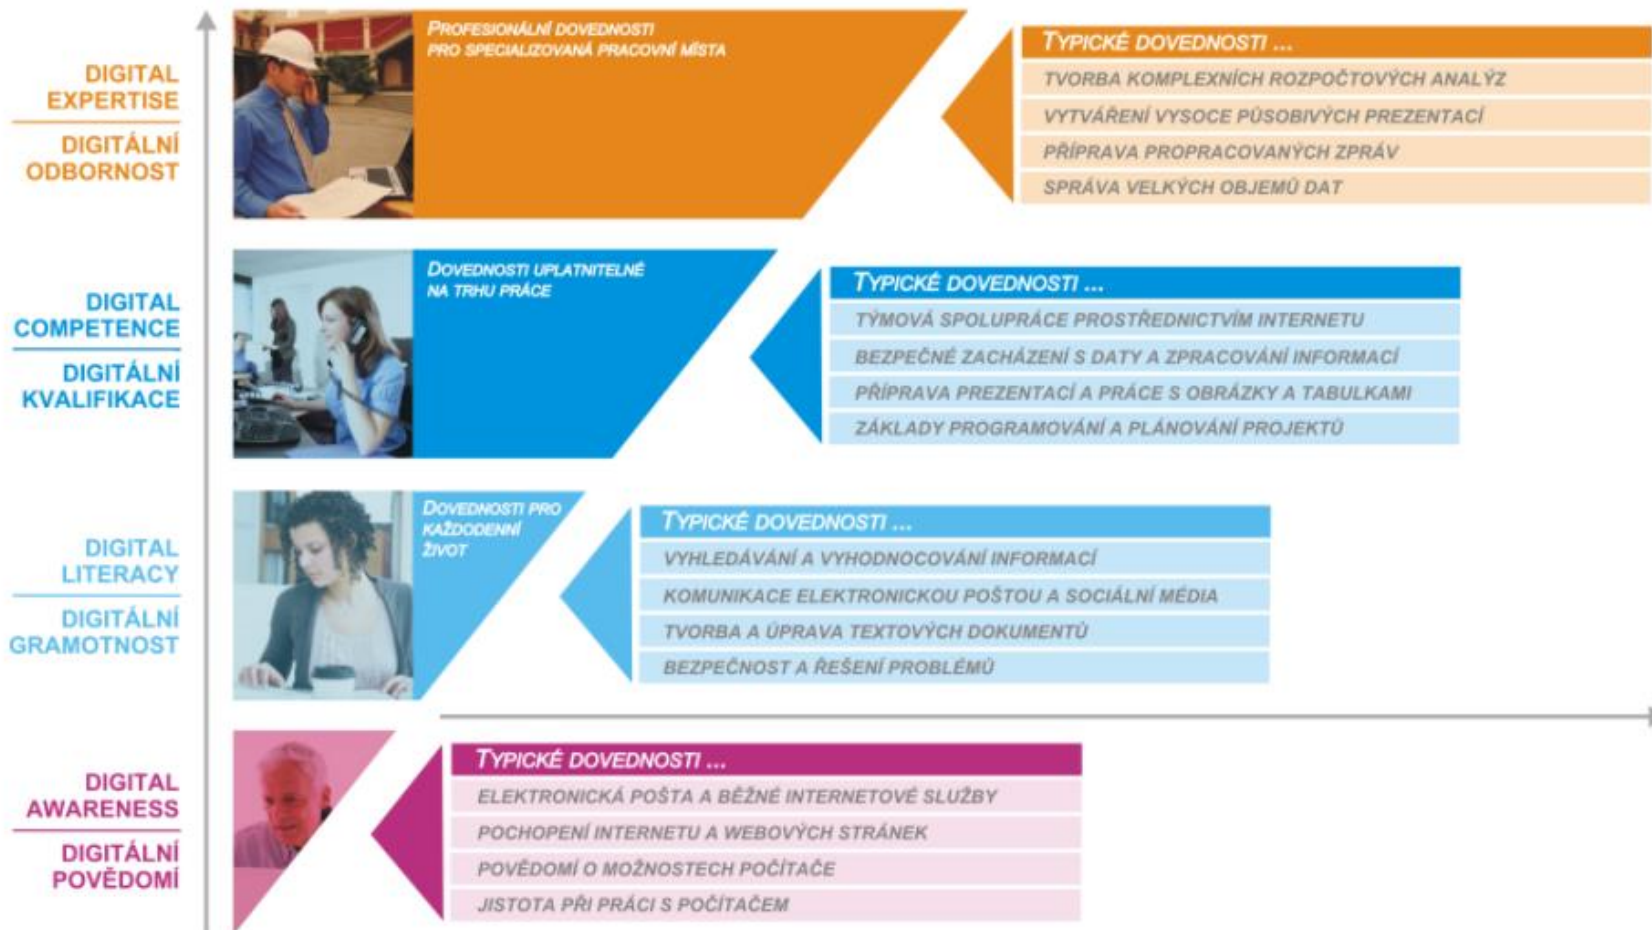 DIGITAL
EXPERTISE
DIGITÁLNÍ
ODBORNOST
PROFESIONÁLNÍ DOVEDNOSTI
PRO SPECIALIZOVANÁ PRACOVNÍ MÍSTA
TYPICKÉ DOVEDNOSTI ...
TVORBA KOMPLEXNÍCH ROZPOČTOVÝCH ANALÝZ
VYTVÁŘENÍ VYSOCE PŮSOBIVÝCH PREZENTACÍ
PŘÍPRAVA PROPRACOVANÝCH ZPRÁV
SPRÁVA VELKÝCH OBJEMŮ DAT
DIGITAL
COMPETENCE
DIGITÁLNÍ
KVALIFIKACE
DOVEDNOSTI UPLATNITELNÉ
NA TRHU PRÁCE
TYPICKÉ DOVEDNOSTI ...
TÝMOVÁ SPOLUPRÁCE PROSTŘEDNICTVÍM INTERNETU
BEZPEČNÉ ZACHÁZENÍ S DATY A ZPRACOVÁNÍ INFORMACÍ
PŘÍPRAVA PREZENTACÍ A PRÁCE S OBRÁZKY A TABULKAMI
ZÁKLADY PROGRAMOVÁNÍ A PLÁNOVÁNÍ PROJEKTŮ
DIGITAL
LITERACY
DIGITÁLNÍ
GRAMOTNOST
DOVEDNOSTI PRO
KAŽDODENNÍ
ŽIVOT
TYPICKÉ DOVEDNOSTI ...
VYHLEDÁVÁNÍ A VYHODNOCOVÁNÍ INFORMACÍ
KOMUNIKACE ELEKTRONICKOU POŠTOU A SOCIÁLNÍ MÉDIA
TVORBA A ÚPRAVA TEXTOVÝCH DOKUMENTŮ
BEZPEČNOST A ŘEŠENÍ PROBLÉMŮ
DIGITAL
AWARENESS
DIGITÁLNÍ
POVĚDOMÍ
TYPICKÉ DOVEDNOSTI ...
ELEKTRONICKÁ POŠTA A BĚŽNÉ INTERNETOVÉ SLUŽBY
POCHOPENÍ INTERNETU A WEBOVÝCH STRÁNEK
POVĚDOMÍ O MOŽNOSTECH POČÍTAČE
JISTOTA PŘI PRÁCI S POČÍTAČEM